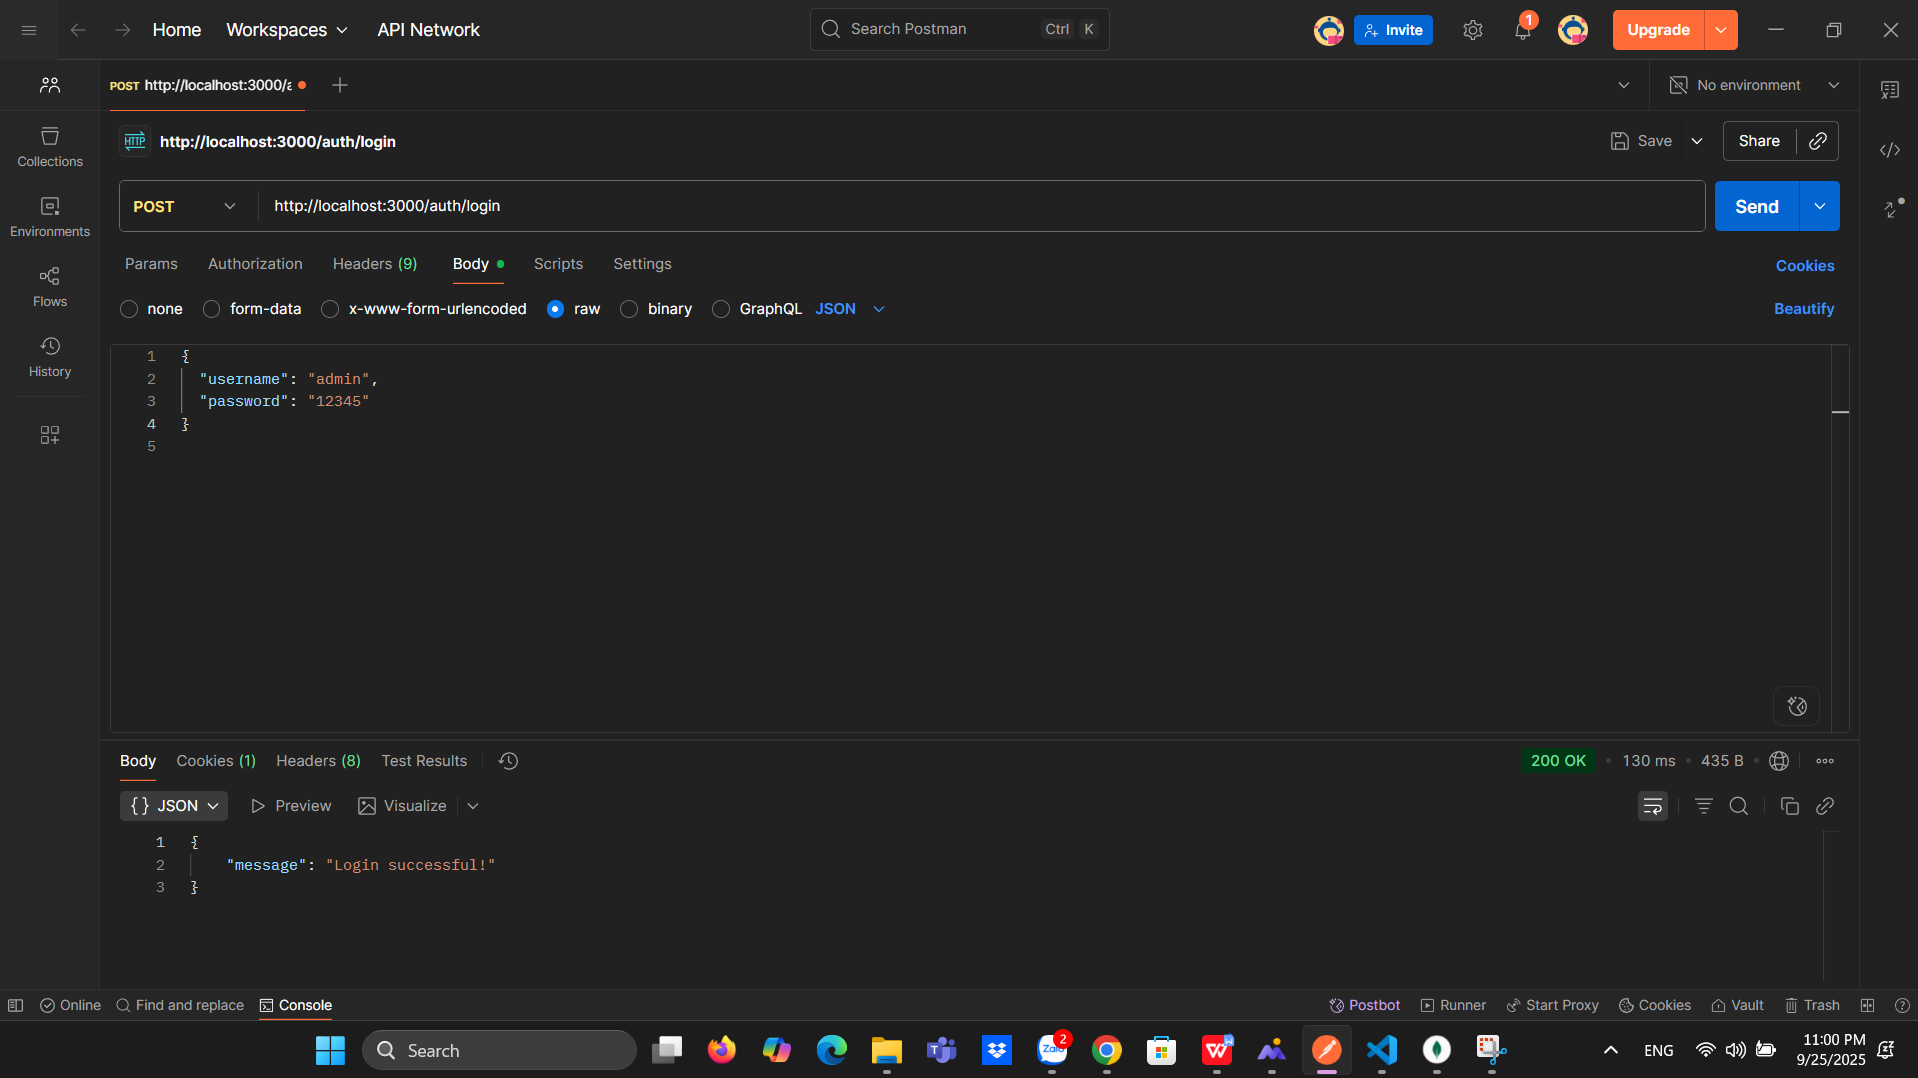 Home Workspaces API Network Search Postman Ctrl K Invite 1 Upgrade
POST http://localhost:3000/a No environment
HTTP http://localhost:3000/auth/login Save Share
POST http://localhost:3000/auth/login Send
Params Authorization Headers (9) Body Scripts Settings Cookies
none form-data x-www-form-urlencoded raw binary GraphQL JSON Beautify
1 {
2 "username": "admin",
3 "password": "12345"
4 }
5
Collections
Environments
Flows
History
Body Cookies (1) Headers (8) Test Results 200 OK • 130 ms • 435 B •
{} JSON Preview Visualize
1 {
2 "message": "Login successful!"
3 }
Online Find and replace Console Postbot Runner Start Proxy Cookies Vault Trash
Search Zalo 2 ENG 11:00 PM
9/25/2025